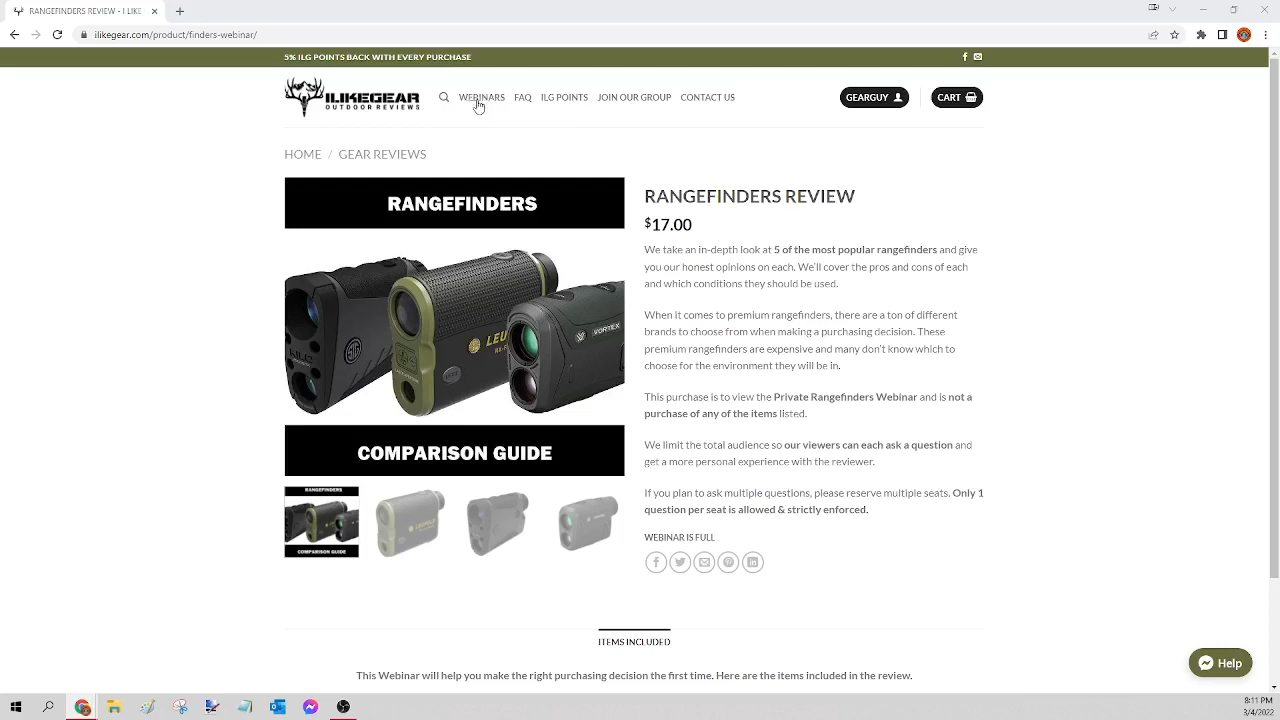 RANGEFINDERS REVIEW - I LIKE
ilikegear.com/product/finders-webinar/
5% ILG POINTS BACK WITH EVERY PURCHASE
ILIKEGEAR
OUTDOOR REVIEWS
WEBINARS FAQ ILG POINTS JOIN OUR GROUP CONTACT US
GEARGUY
CART
HOME / GEAR REVIEWS
RANGEFINDERS
LEUPOLD
VORTEX
SIG
COMPARISON GUIDE
RANGEFINDERS
COMPARISON GUIDE
RANGEFINDERS REVIEW
$17.00
We take an in-depth look at 5 of the most popular rangefinders and give
you our honest opinions on each. We'll cover the pros and cons of each
and which conditions they should be used.
When it comes to premium rangefinders, there are a ton of different
brands to choose from when making a purchasing decision. These
premium rangefinders are expensive and many don't know which to
choose for the environment they will be in.
This purchase is to view the Private Rangefinders Webinar and is not a
purchase of any of the items listed.
We limit the total audience so our viewers can each ask a question and
get a more personal experience with the reviewer.
If you plan to ask multiple questions, please reserve multiple seats. Only 1
question per seat is allowed & strictly enforced.
WEBINAR IS FULL
ITEMS INCLUDED
This Webinar will help you make the right purchasing decision the first time. Here are the items included in the review.
Help
8:11 PM
3/4/2022